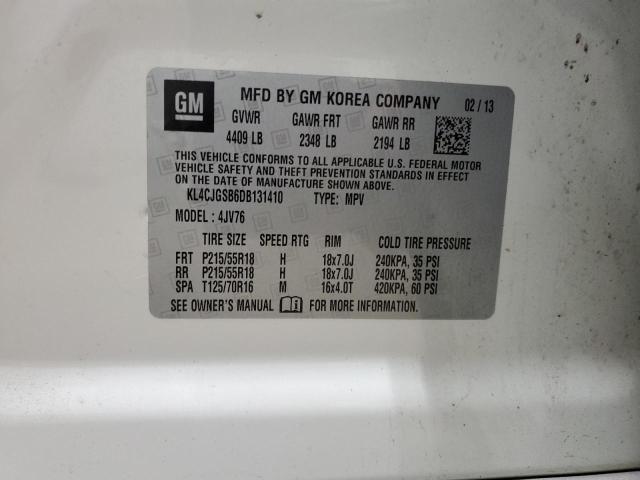 GM MFD BY GM KOREA COMPANY 02 / 13
GVWR GAWR FRT GAWR RR
4409 LB 2348 LB 2194 LB
THIS VEHICLE CONFORMS TO ALL APPLICABLE U.S. FEDERAL MOTOR
VEHICLE SAFETY AND THEFT PREVENTION STANDARDS IN EFFECT ON THE
DATE OF MANUFACTURE SHOWN ABOVE.
KL4CJGSB6DB131410 TYPE: MPV
MODEL : 4JV76
TIRE SIZE SPEED RTG RIM COLD TIRE PRESSURE
FRT P215/55R18 H 18x7.0J 240KPA, 35 PSI
RR P215/55R18 H 18x7.0J 240KPA, 35 PSI
SPA T125/70R16 M 16x4.0T 420KPA, 60 PSI
SEE OWNER'S MANUAL FOR MORE INFORMATION.